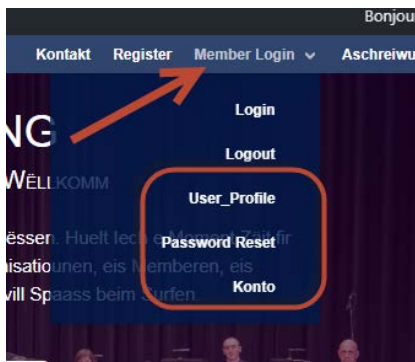 Bonjou
Kontakt Register Member Login Aschreiwu
Login
NG
Logout
WËLLKOMM
User_Profile
ëssen. Huelt Iech e Moment Zäit fir
Password Reset
nisatiounen, eis Memberen, eis
Konto
vill Spaass beim Surfen.